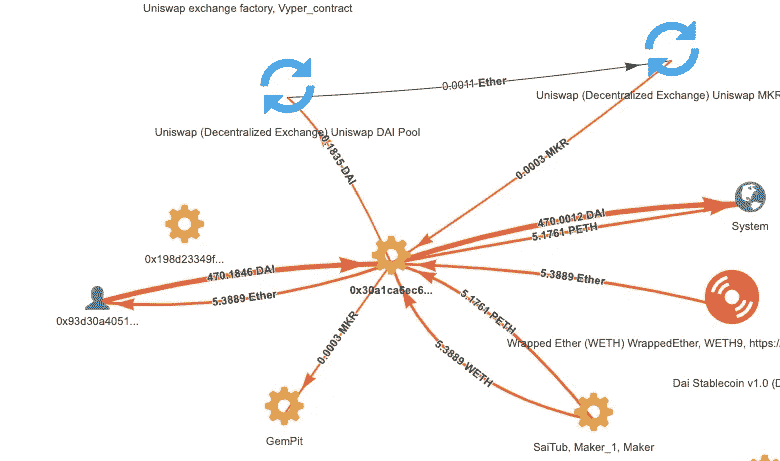 Uniswap exchange factory, Vyper_contract
0.0011 Ether
Uniswap (Decentralized Exchange) Uniswap MKR
Uniswap (Decentralized Exchange) Uniswap DAI Pool
0.1835 DAI
0.0003 MKR
470.0012 DAI
5.1761 PETH
System
0x198d23349f...
470.1846 DAI
5.3889 Ether
0x30a1ca6ec6...
5.3889 Ether
0x93d30a4051...
5.1761 PETH
0.0003 MKR
5.3889 WETH
Wrapped Ether (WETH) WrappedEther, WETH9, https:/
Dai Stablecoin v1.0 (D
GemPit
SaiTub, Maker_1, Maker